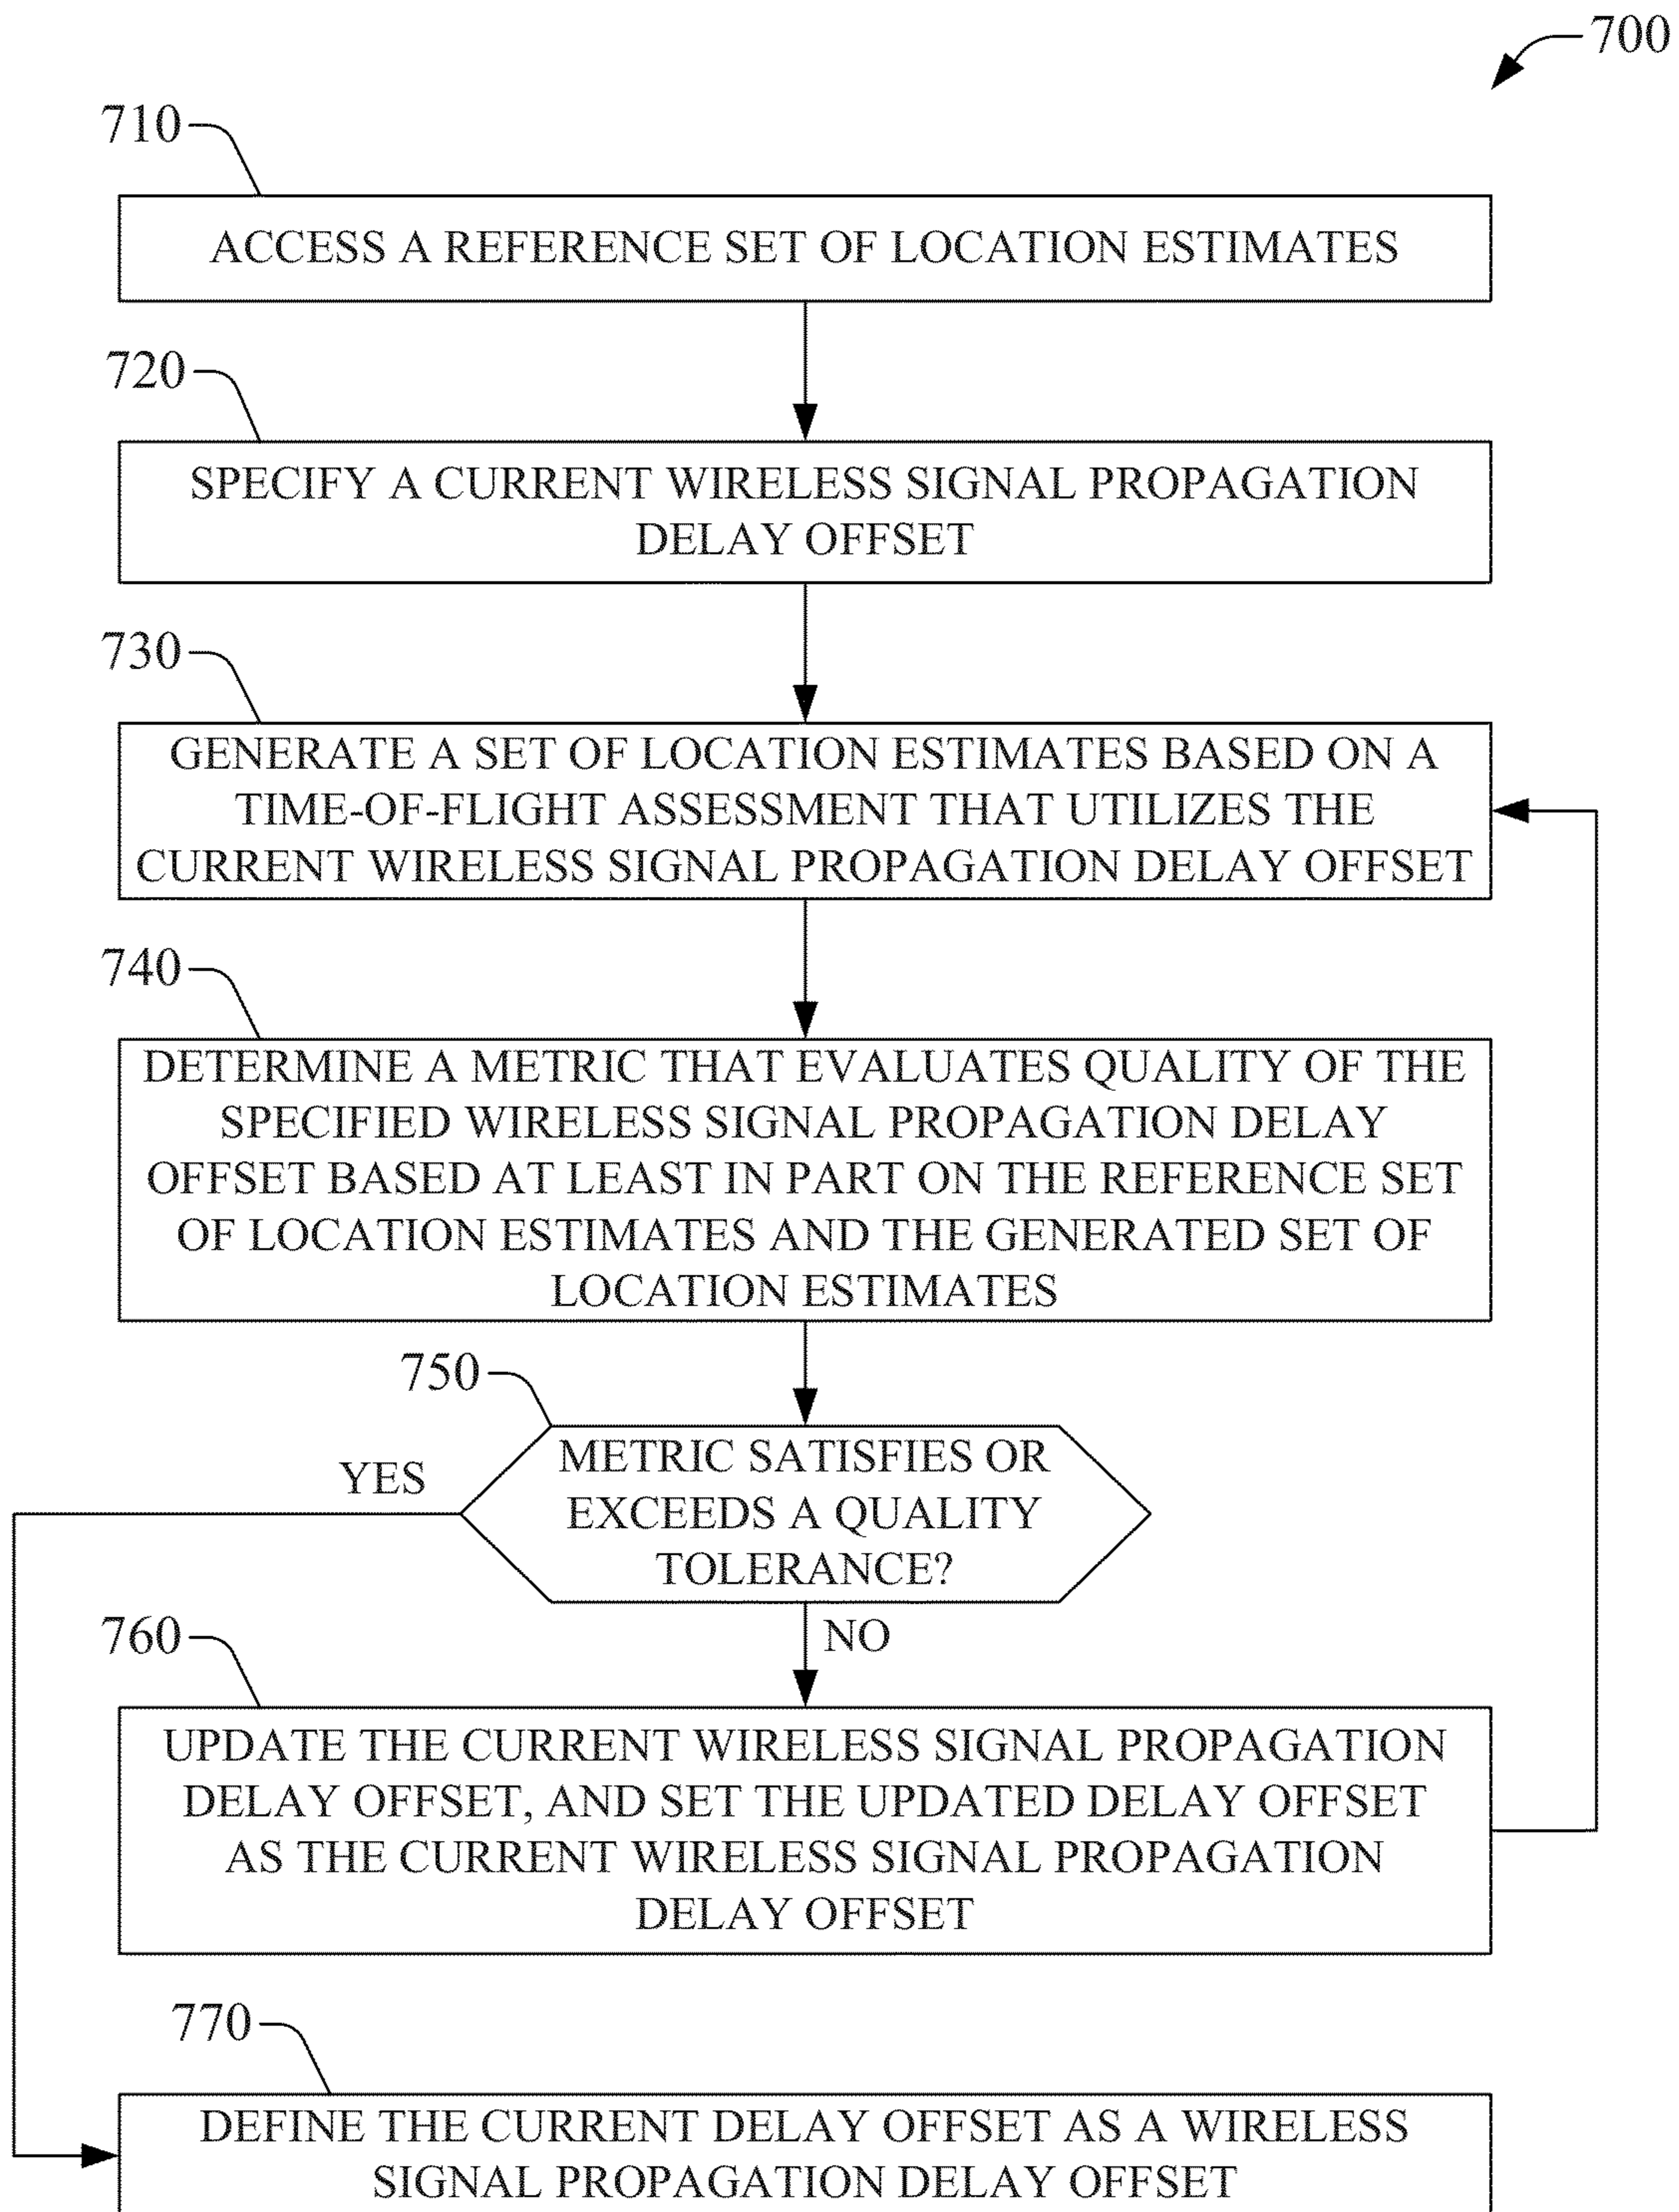 700
710
ACCESS A REFERENCE SET OF LOCATION ESTIMATES
720
SPECIFY A CURRENT WIRELESS SIGNAL PROPAGATION
DELAY OFFSET
730
GENERATE A SET OF LOCATION ESTIMATES BASED ON A
TIME-OF-FLIGHT ASSESSMENT THAT UTILIZES THE
CURRENT WIRELESS SIGNAL PROPAGATION DELAY OFFSET
740
DETERMINE A METRIC THAT EVALUATES QUALITY OF THE
SPECIFIED WIRELESS SIGNAL PROPAGATION DELAY
OFFSET BASED AT LEAST IN PART ON THE REFERENCE SET
OF LOCATION ESTIMATES AND THE GENERATED SET OF
LOCATION ESTIMATES
750
YES
METRIC SATISFIES OR
EXCEEDS A QUALITY
TOLERANCE?
NO
760
UPDATE THE CURRENT WIRELESS SIGNAL PROPAGATION
DELAY OFFSET, AND SET THE UPDATED DELAY OFFSET
AS THE CURRENT WIRELESS SIGNAL PROPAGATION
DELAY OFFSET
770
DEFINE THE CURRENT DELAY OFFSET AS A WIRELESS
SIGNAL PROPAGATION DELAY OFFSET